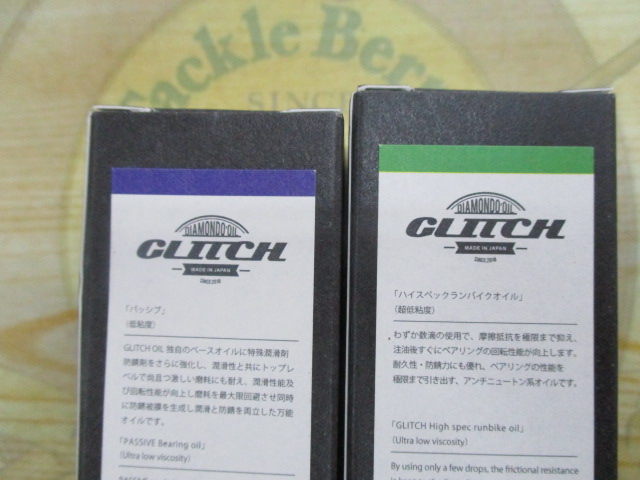 Tackle Berry
SINCE
DIAMONDO OIL
GLITCH
MADE IN JAPAN
SINCE 2016
「パッシブ」
（低粘度）
GLITCH OIL 独自のベースオイルに特殊潤滑剤
防錆剤をさらに強化し、潤滑性と共にトップレ
ベルで尚且つ激しい磨耗にも耐え、潤滑性能及
び回転性能が向上し磨耗を最大限回避させ同時
に防錆被膜を生成し潤滑と防錆を両立した万能
オイルです。
「PASSIVE Bearing oil」
（Ultra low viscosity）
DIAMONDO OIL
GLITCH
MADE IN JAPAN
SINCE 2016
「ハイスペックランバイクオイル」
（超低粘度）
わずか数滴の使用で、摩擦抵抗を極限まで抑え、
注油後すぐにベアリングの回転性能が向上します。
耐久性・防錆力にも優れ、ベアリングの性能を
極限まで引き出す、アンチニュートン系オイルです。
「GLITCH High spec runbike oil」
（Ultra low viscosity）
By using only a few drops, the frictional resistance